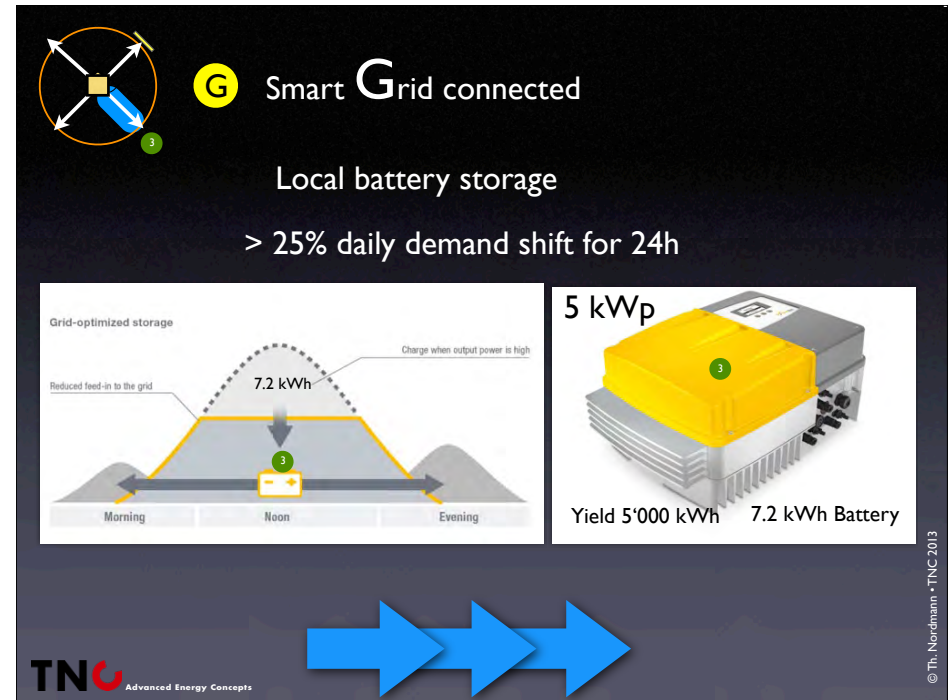 G Smart Grid connected
3
Local battery storage
> 25% daily demand shift for 24h
Grid-optimized storage
Charge when output power is high
7.2 kWh
Reduced feed-in to the grid
3
- +
Morning Noon Evening
5 kWp
3
Yield 5'000 kWh 7.2 kWh Battery
© Th. Nordmann • TNC 2013
TNC Advanced Energy Concepts